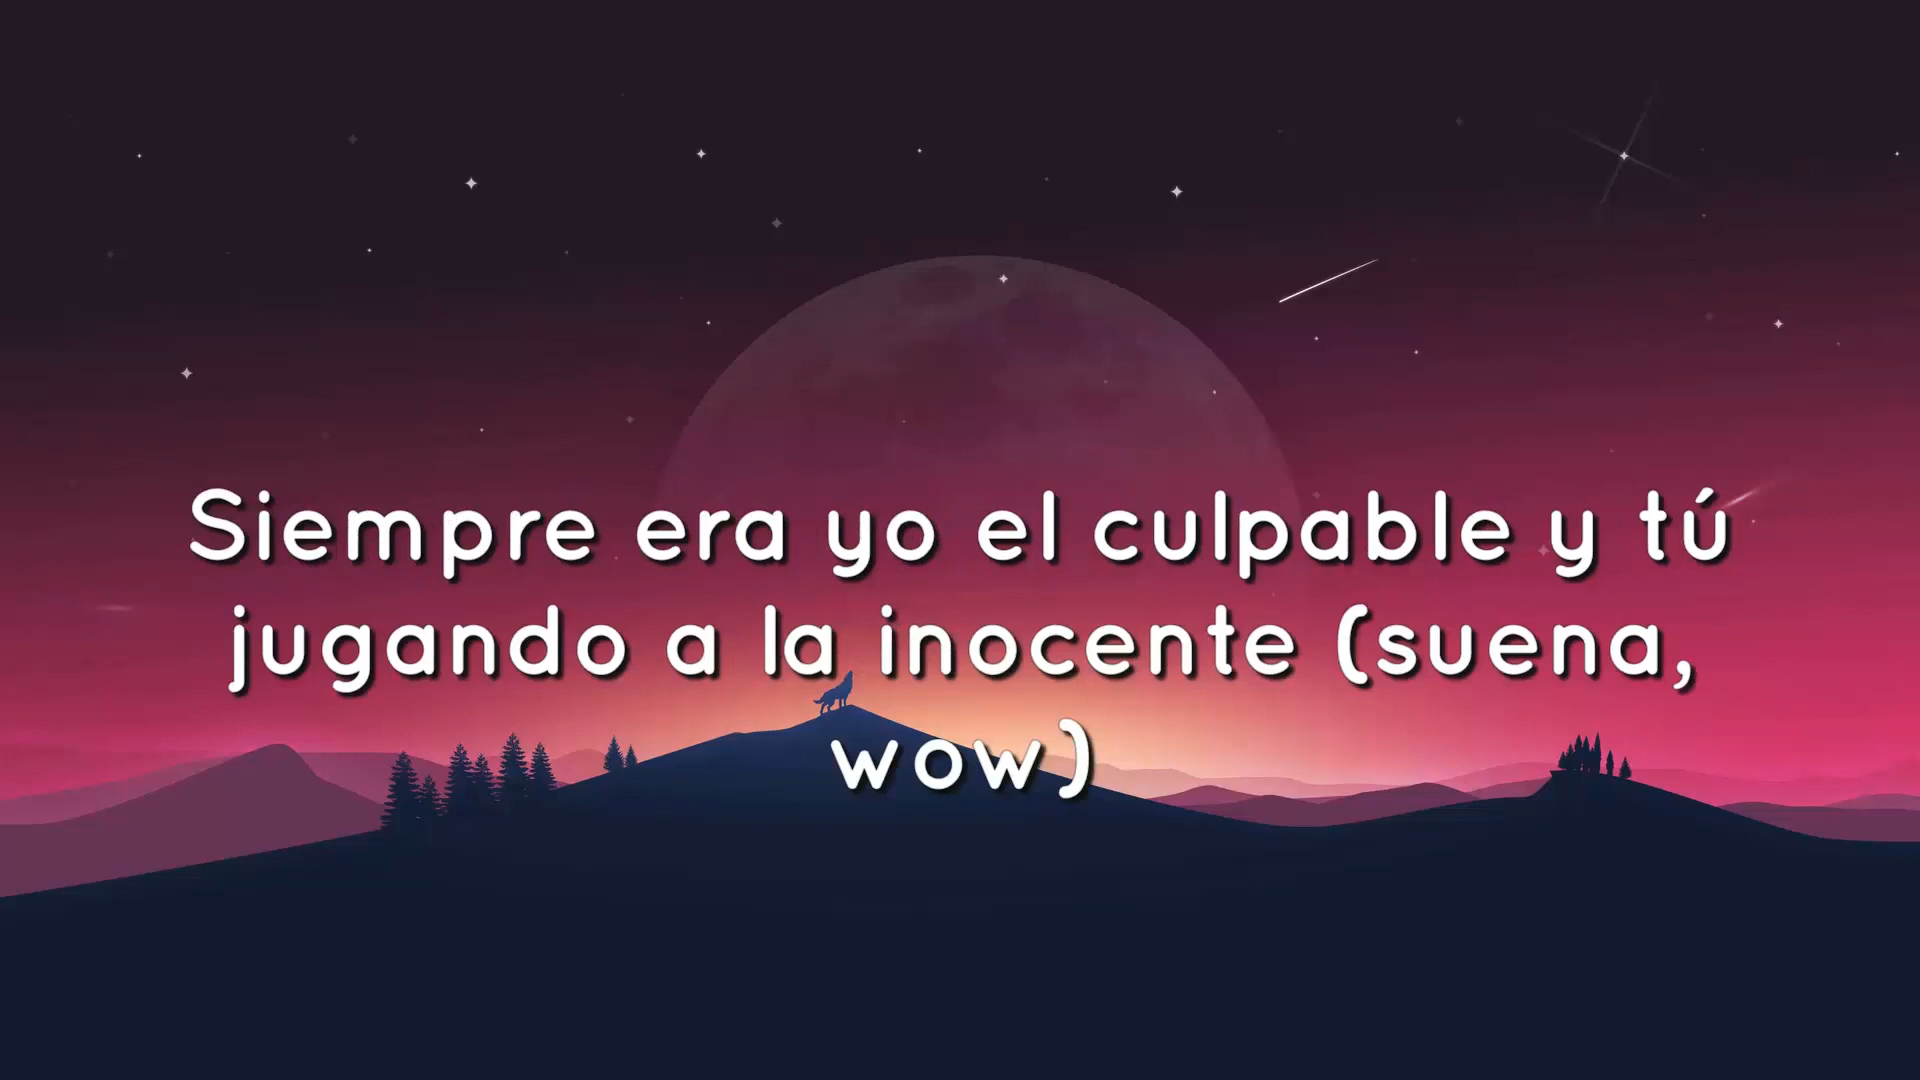 Siempre era yo el culpable y tú
jugando a la inocente (suena,
wow)